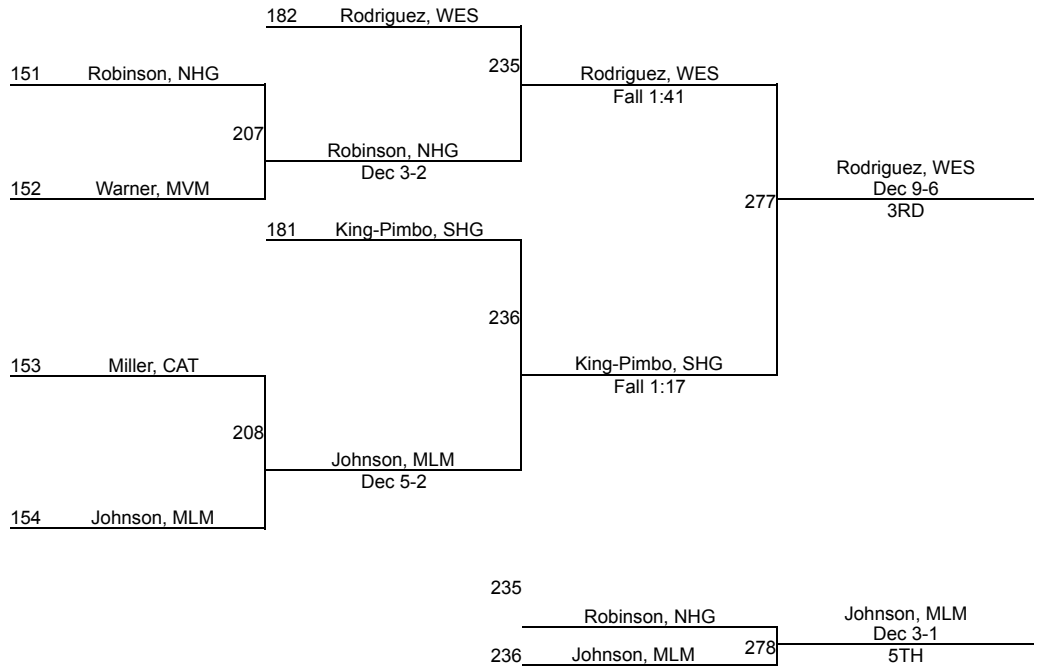 182 Rodriguez, WES
151 Robinson, NHG
235
Rodriguez, WES
Fall 1:41
207
Robinson, NHG
Dec 3-2
152 Warner, MVM
Rodriguez, WES
Dec 9-6
3RD
277
181 King-Pimbo, SHG
236
153 Miller, CAT
King-Pimbo, SHG
Fall 1:17
208
Johnson, MLM
Dec 5-2
154 Johnson, MLM
235
Robinson, NHG
236 Johnson, MLM
278
Johnson, MLM
Dec 3-1
5TH